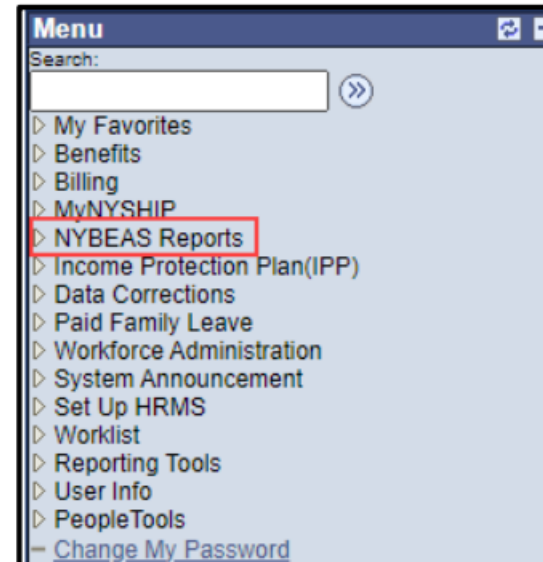 Menu
Search:
My Favorites
Benefits
Billing
MyNYSHIP
NYBEAS Reports
Income Protection Plan(IPP)
Data Corrections
Paid Family Leave
Workforce Administration
System Announcement
Set Up HRMS
Worklist
Reporting Tools
User Info
PeopleTools
Change My Password